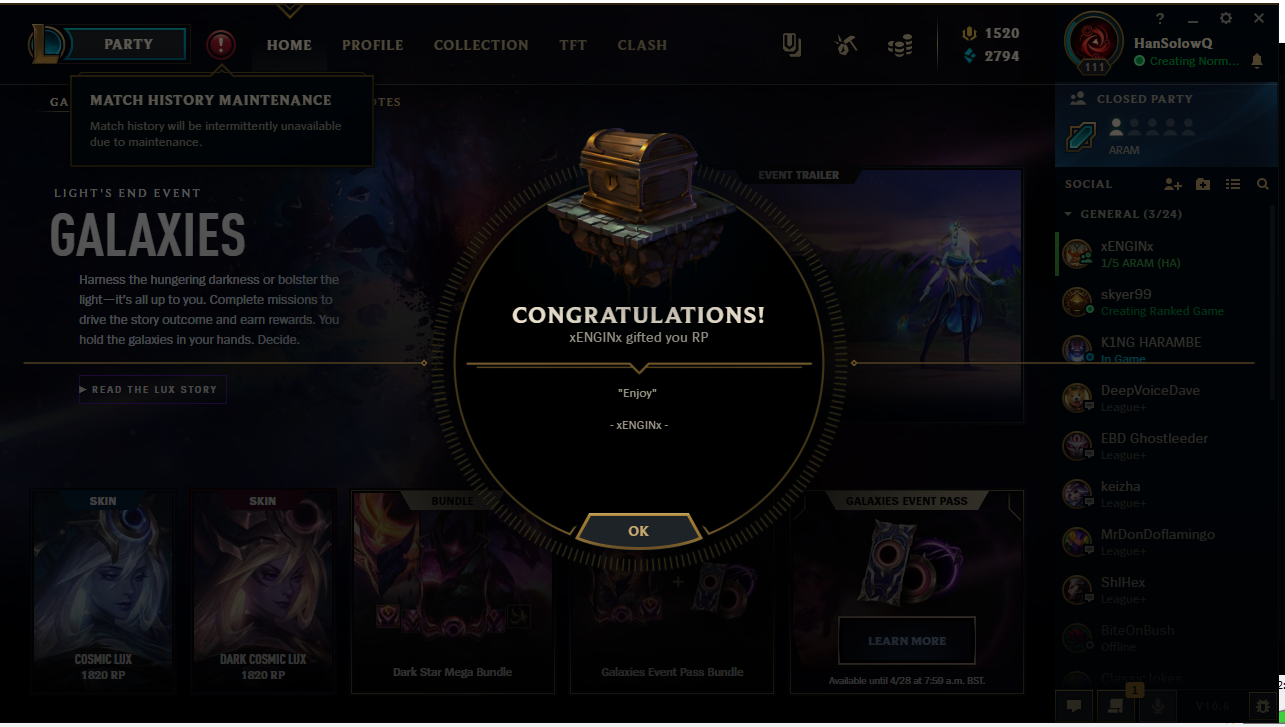 PARTY
HOME
PROFILE
COLLECTION
TFT
CLASH
1520
2794
111
HanSolowQ
Creating Norm...
MATCH HISTORY MAINTENANCE
Match history will be intermittently unavailable
due to maintenance.
GA
OTES
LIGHT'S END EVENT
GALAXIES
Harness the hungering darkness or bolster the
light—it's all up to you. Complete missions to
drive the story outcome and earn rewards. You
hold the galaxies in your hands. Decide.
READ THE LUX STORY
EVENT TRAILER
CONGRATULATIONS!
xENGINx gifted you RP
"Enjoy"
- xENGINx -
OK
SKIN
COSMIC LUX
1820 RP
SKIN
DARK COSMIC LUX
1820 RP
BUNDLE
Dark Star Mega Bundle
Galaxies Event Pass Bundle
GALAXIES EVENT PASS
LEARN MORE
Available until 4/28 at 7:59 a.m. BST.
CLOSED PARTY
ARAM
SOCIAL
GENERAL (3/24)
xENGINx
1/5 ARAM (HA)
skyer99
Creating Ranked Game
K1NG HARAMBE
In Game
DeepVoiceDave
League+
EBD Ghostleeder
League+
keizha
League+
MrDonDoflamingo
League+
ShlHex
League+
BiteOnBush
Offline
ClassicJokes
1
V10.6